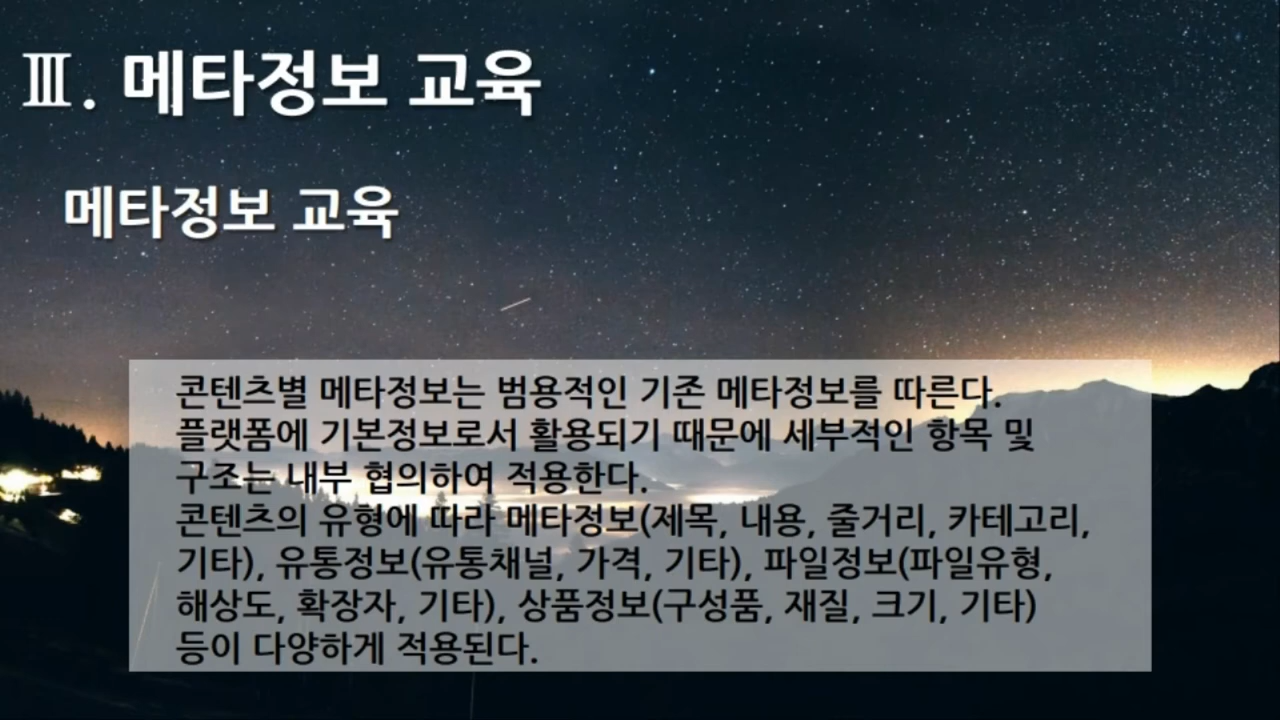 Ⅲ. 메타정보 교육
메타정보 교육
콘텐츠별 메타정보는 범용적인 기존 메타정보를 따른다.
플랫폼에 기본정보로서 활용되기 때문에 세부적인 항목 및
구조는 내부 협의하여 적용한다.
콘텐츠의 유형에 따라 메타정보(제목, 내용, 줄거리, 카테고리,
기타), 유통정보(유통채널, 가격, 기타), 파일정보(파일유형,
해상도, 확장자, 기타), 상품정보(구성품, 재질, 크기, 기타)
등이 다양하게 적용된다.